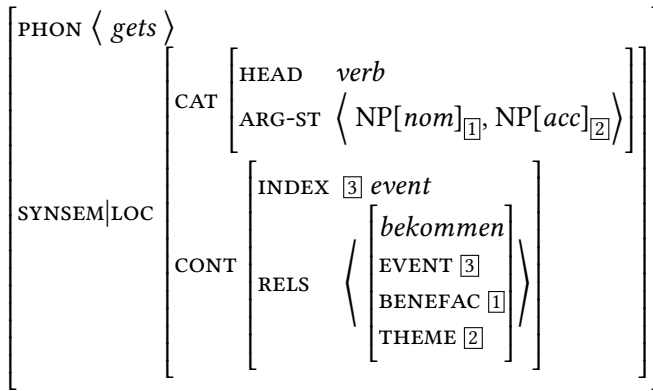 PHON ⟨ gets ⟩
CAT
HEAD verb
ARG-ST ⟨ NP[nom]1, NP[acc]2 ⟩
SYNSEM|LOC
CONT
INDEX 3 event
RELS
bekommen
EVENT 3
BENEFAC 1
THEME 2